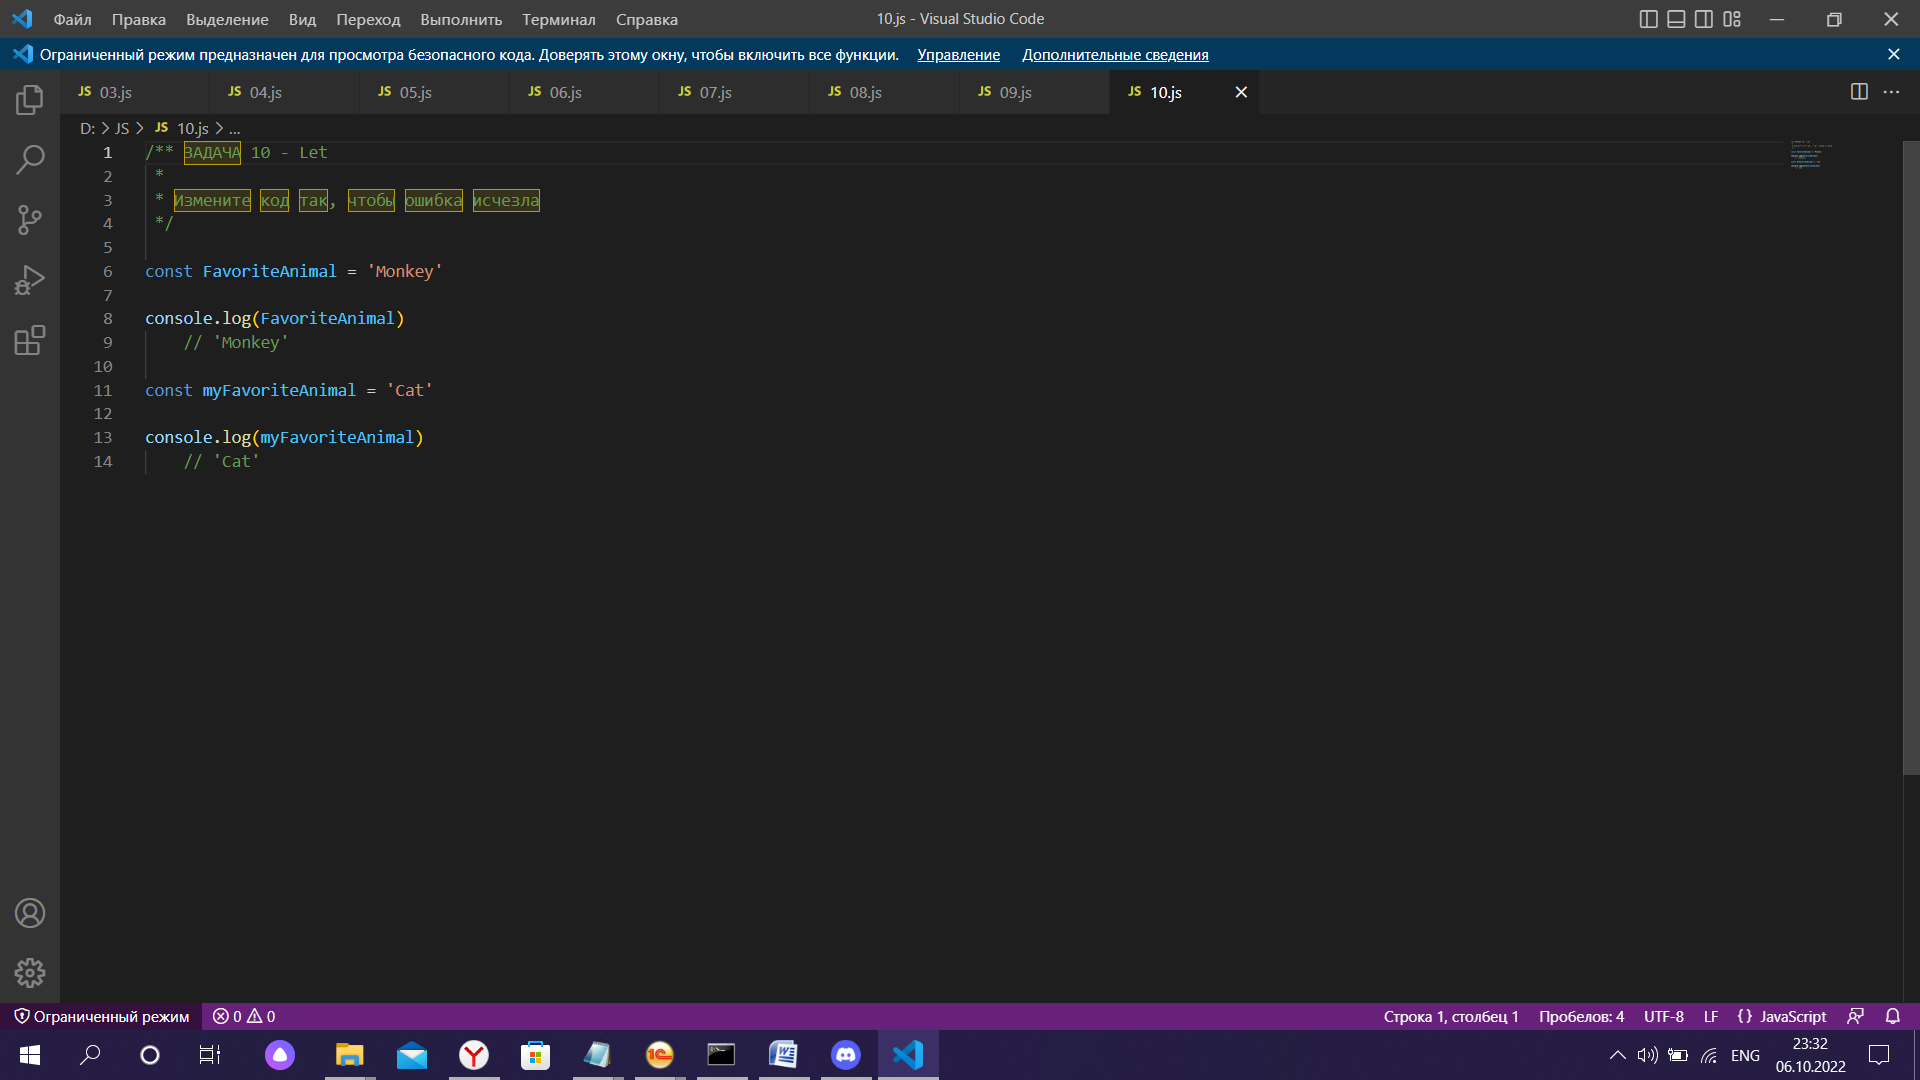 Файл Правка Выделение Вид Переход Выполнить Терминал Справка 10.js - Visual Studio Code
Ограниченный режим предназначен для просмотра безопасного кода. Доверять этому окну, чтобы включить все функции. Управление Дополнительные сведения
JS 03.js JS 04.js JS 05.js JS 06.js JS 07.js JS 08.js JS 09.js JS 10.js
D: > JS > JS 10.js > ...
1 /** ЗАДАЧА 10 - Let
2 *
3 * Измените код так, чтобы ошибка исчезла
4 */
5
6 const FavoriteAnimal = 'Monkey'
7
8 console.log(FavoriteAnimal)
9 // 'Monkey'
10
11 const myFavoriteAnimal = 'Cat'
12
13 console.log(myFavoriteAnimal)
14 // 'Cat'
Ограниченный режим 0 0 Строка 1, столбец 1 Пробелов: 4 UTF-8 LF {} JavaScript
ENG 23:32
06.10.2022